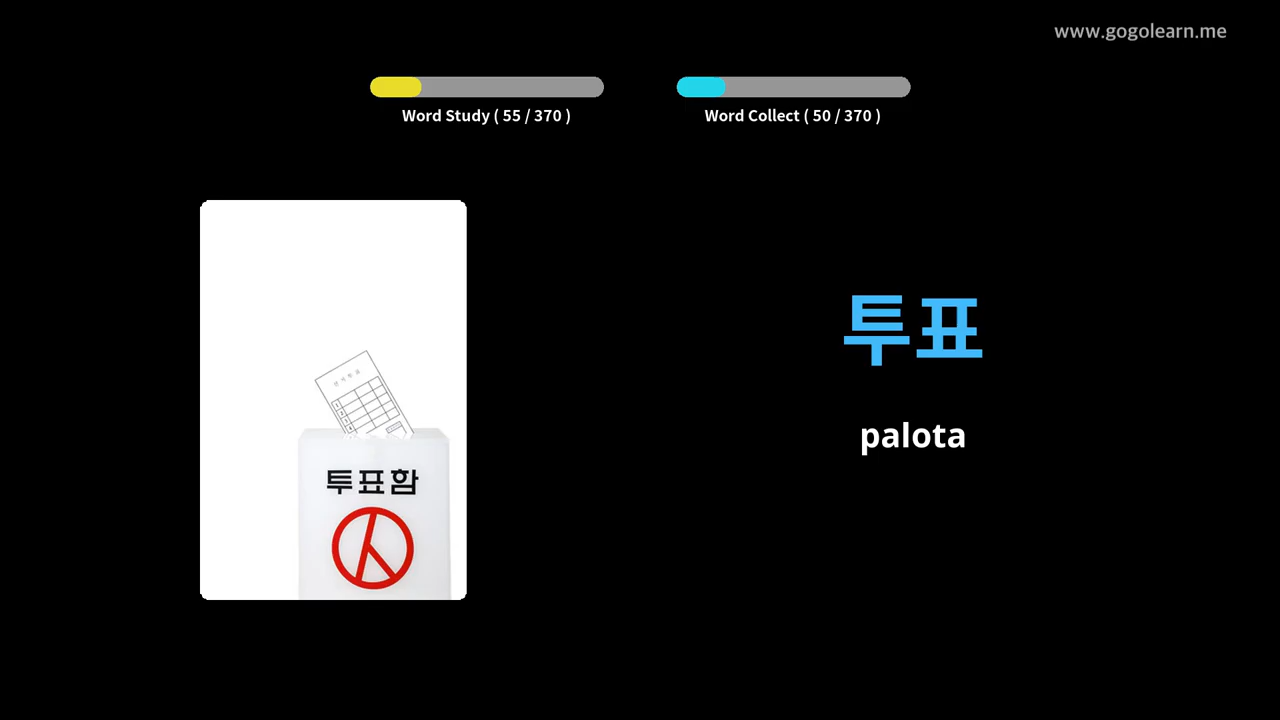 www.gogolearn.me
Word Study ( 55 / 370 )
Word Collect ( 50 / 370 )
투표
palota
투표함